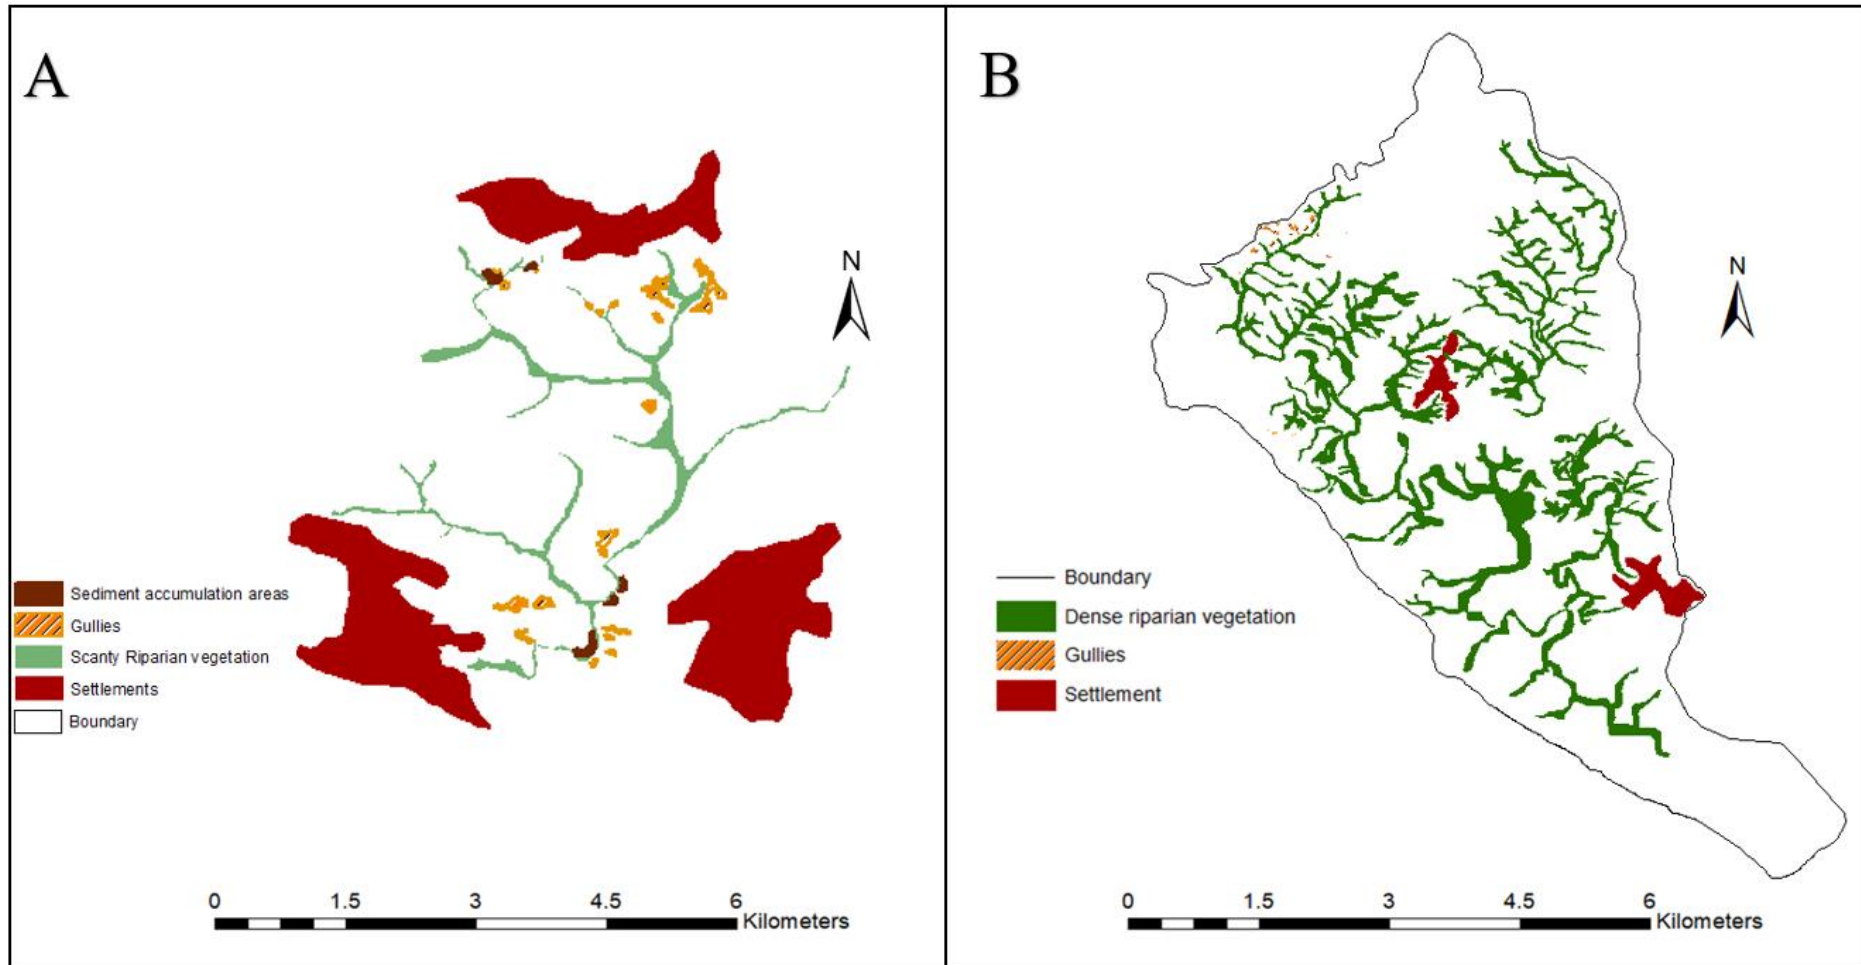 A
N
Sediment accumulation areas
Gullies
Scanty Riparian vegetation
Settlements
Boundary
0 1.5 3 4.5 6
Kilometers
B
N
Boundary
Dense riparian vegetation
Gullies
Settlement
0 1.5 3 4.5 6
Kilometers